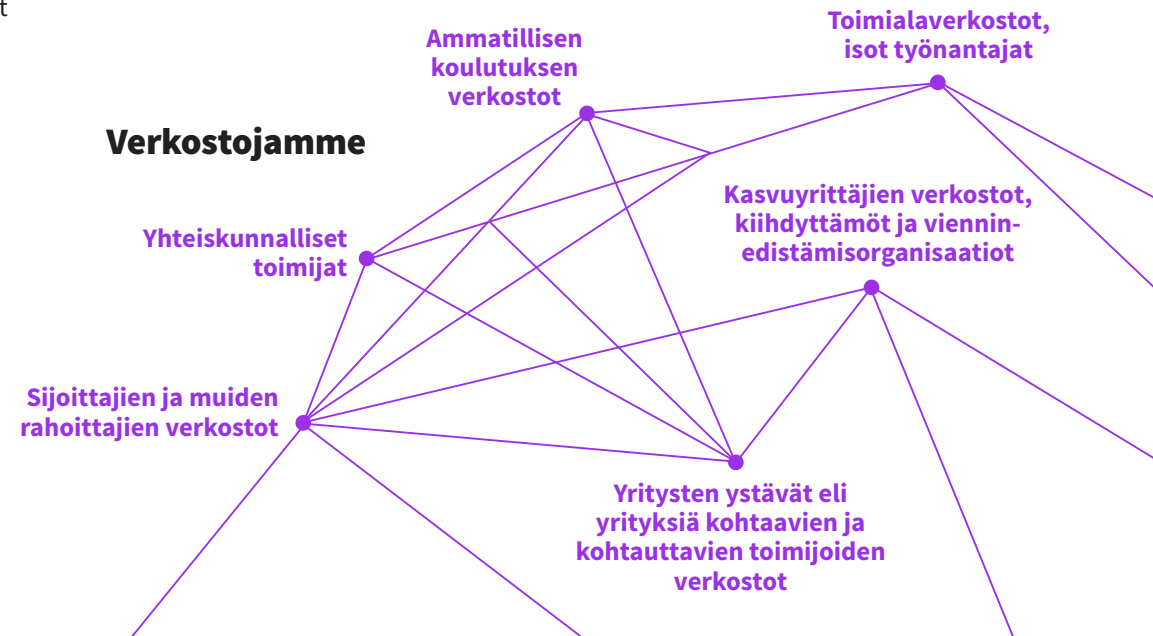 t
Toimialaverkostot,
isot työnantajat
Ammatillisen
koulutuksen
verkostot
Verkostojamme
Kasvuyrittäjien verkostot,
kiihdyttämöt ja viennin-
edistämisorganisaatiot
Yhteiskunnalliset
toimijat
Sijoittajien ja muiden
rahoittajien verkostot
Yritysten ystävät eli
yrityksiä kohtaavien ja
kohtauttavien toimijoiden
verkostot